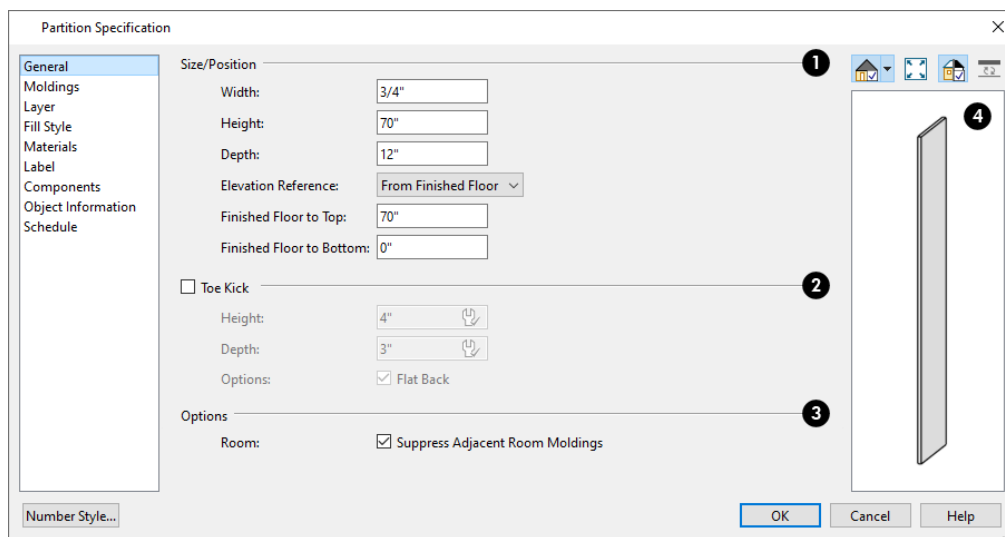 Partition Specification
General
Moldings
Layer
Fill Style
Materials
Label
Components
Object Information
Schedule
Size/Position
1
Width: 3/4"
Height: 70"
Depth: 12"
Elevation Reference: From Finished Floor
Finished Floor to Top: 70"
Finished Floor to Bottom: 0"
Toe Kick
2
Height: 4"
Depth: 3"
Options: Flat Back
Options
3
Room: Suppress Adjacent Room Moldings
4
Number Style...
OK
Cancel
Help